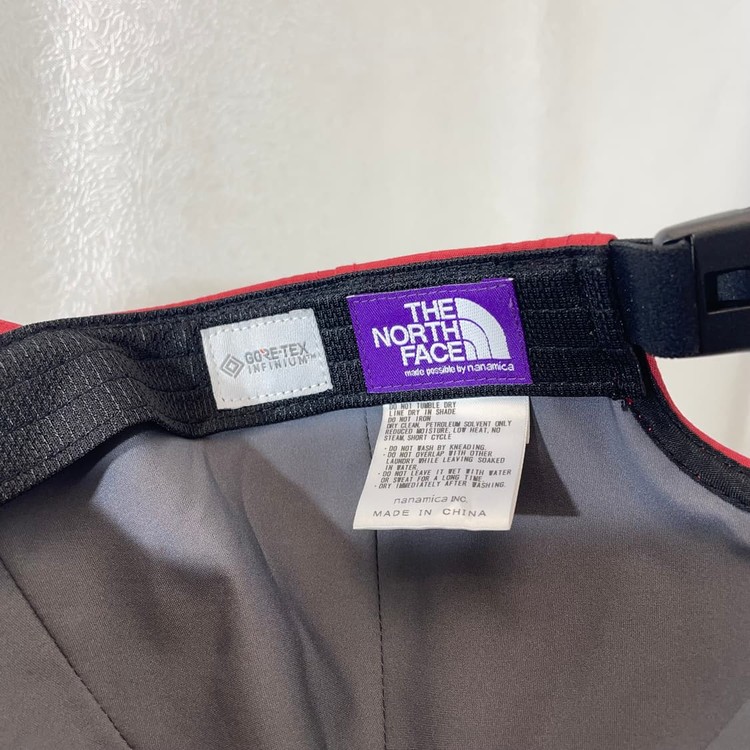 GORE-TEX
INFINIUM™
THE
NORTH
FACE
made possible by nanamica
DO NOT TUMBLE DRY
LINE DRY IN SHADE
DO NOT IRON
DRY CLEAN, PETROLEUM SOLVENT ONLY
REDUCED MOISTURE, LOW HEAT, NO
STEAM, SHORT CYCLE
・DO NOT WASH BY KNEADING.
・DO NOT OVERLAP WITH OTHER
LAUNDRY WHILE LEAVING SOAKED
IN WATER.
・DO NOT LEAVE IT WET WITH WATER
OR SWEAT FOR A LONG TIME.
・DRY IMMEDIATELY AFTER WASHING.
nanamica INC.
MADE IN CHINA